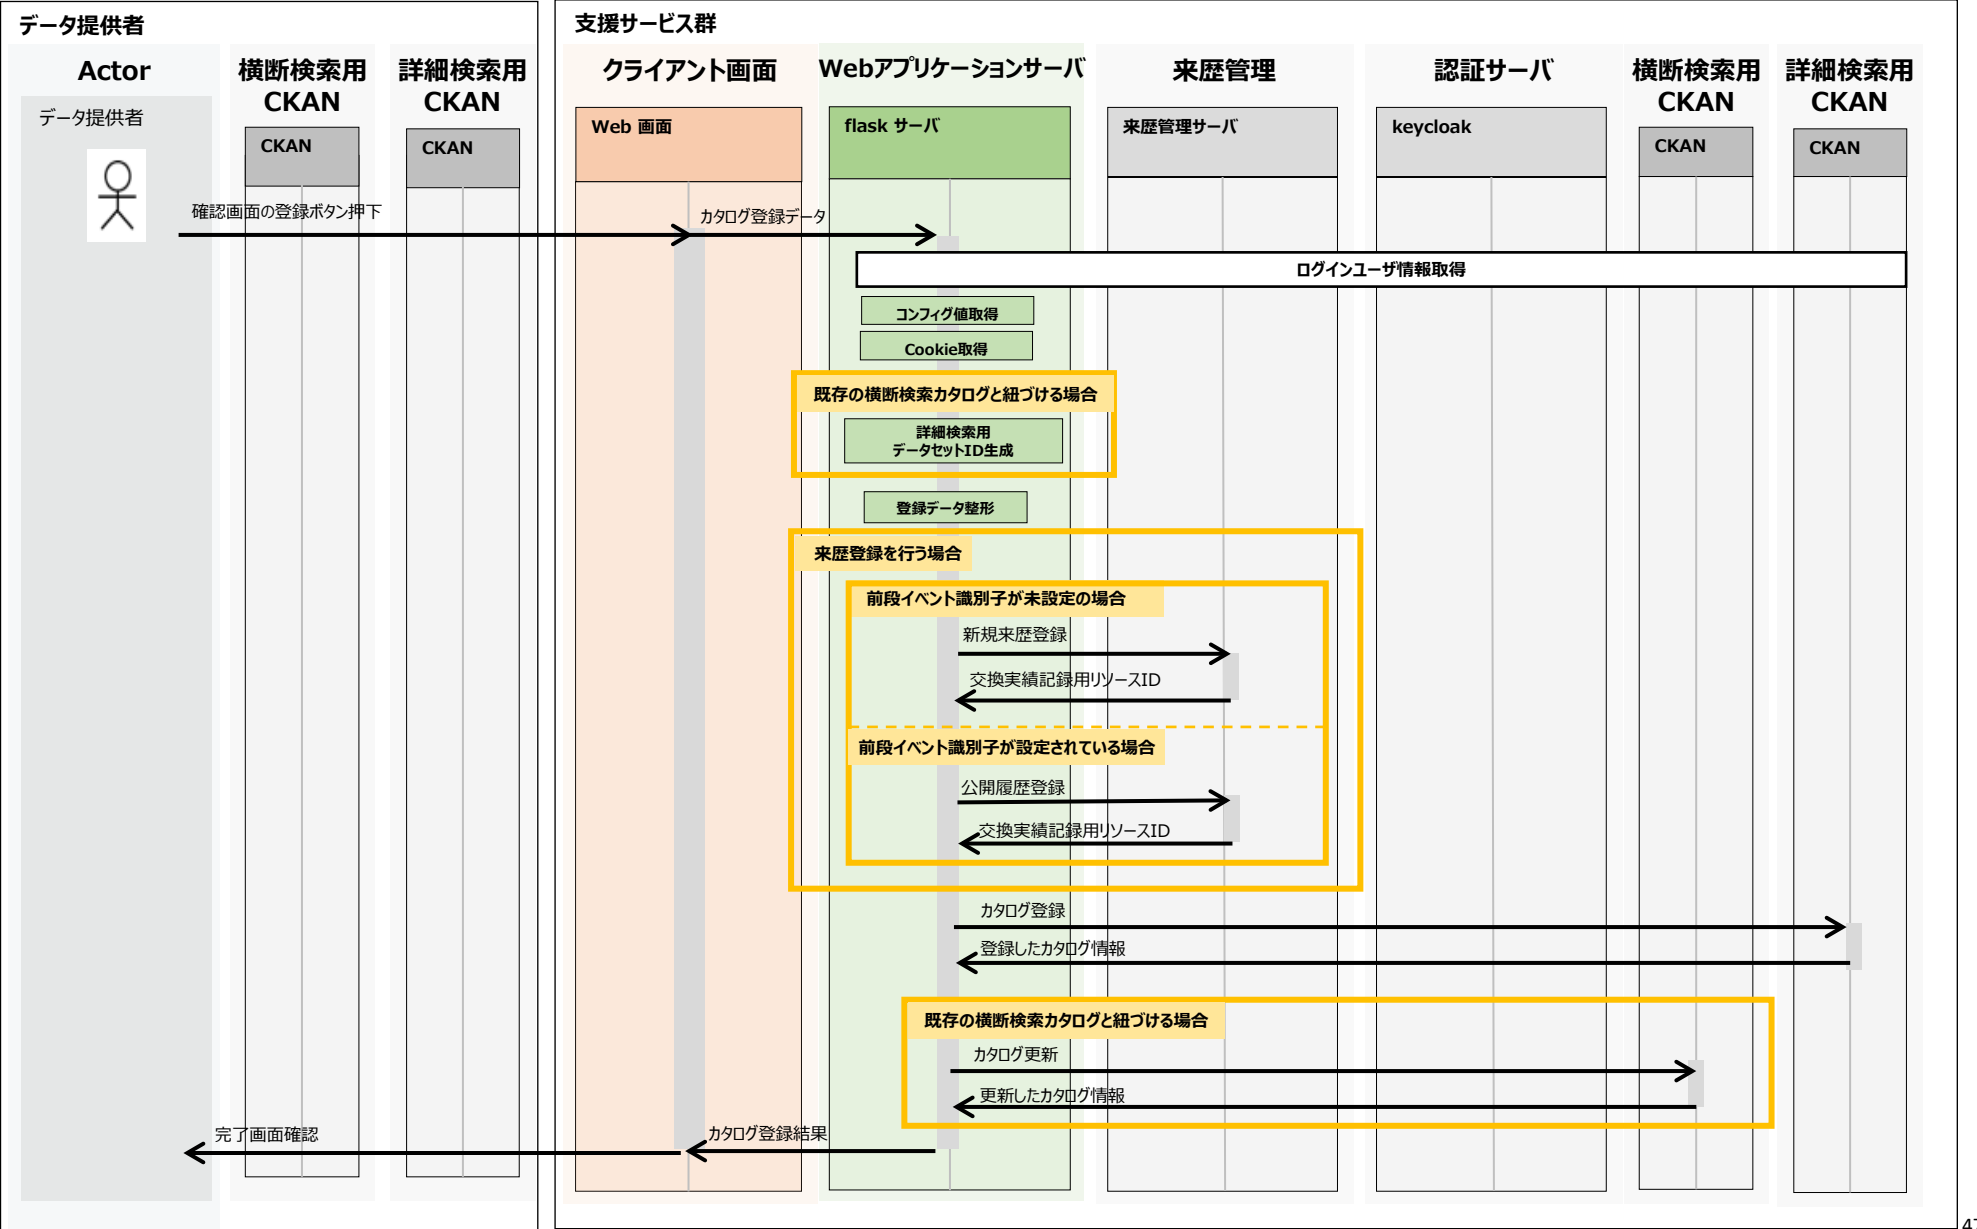 データ提供者
支援サービス群
Actor
横断検索用
CKAN
詳細検索用
CKAN
クライアント画面
Webアプリケーションサーバ
来歴管理
認証サーバ
横断検索用
CKAN
詳細検索用
CKAN
データ提供者
CKAN
CKAN
Web 画面
flask サーバ
来歴管理サーバ
keycloak
CKAN
CKAN
確認画面の登録ボタン押下
カタログ登録データ
ログインユーザ情報取得
コンフィグ値取得
Cookie取得
既存の横断検索カタログと紐づける場合
詳細検索用
データセットID生成
登録データ整形
来歴登録を行う場合
前段イベント識別子が未設定の場合
新規来歴登録
交換実績記録用リソースID
前段イベント識別子が設定されている場合
公開履歴登録
交換実績記録用リソースID
カタログ登録
登録したカタログ情報
既存の横断検索カタログと紐づける場合
カタログ更新
更新したカタログ情報
完了画面確認
カタログ登録結果